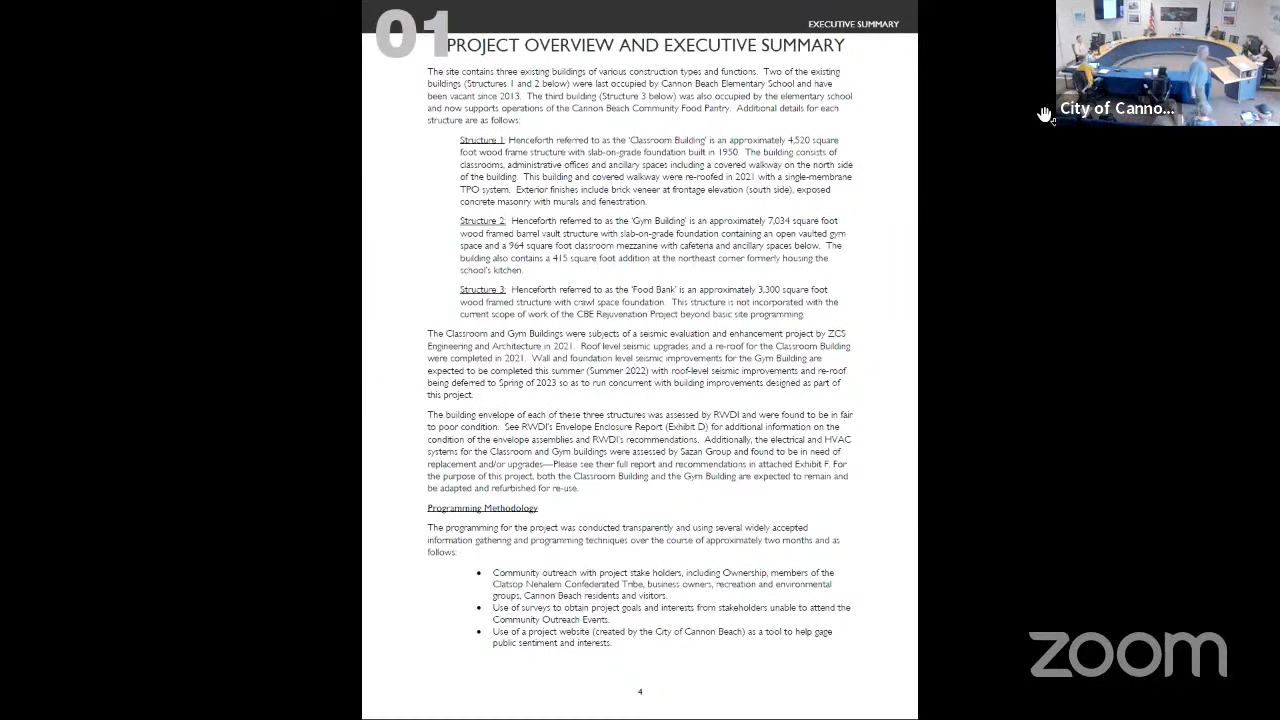 EXECUTIVE SUMMARY
01
PROJECT OVERVIEW AND EXECUTIVE SUMMARY
The site contains three existing buildings of various construction types and functions. Two of the existing
buildings (Structures 1 and 2 below) were last occupied by Cannon Beach Elementary School and have
been vacant since 2013. The third building (Structure 3 below) was also occupied by the elementary school
and now supports operations of the Cannon Beach Community Food Pantry. Additional details for each
structure are as follows:
Structure 1: Henceforth referred to as the 'Classroom Building' is an approximately 4,520 square
foot wood frame structure with slab-on-grade foundation built in 1950. The building consists of
classrooms, administrative offices and ancillary spaces including a covered walkway on the north side
of the building. This building and covered walkway were re-roofed in 2021 with a single-membrane
TPO system. Exterior finishes include brick veneer at frontage elevation (south side), exposed
concrete masonry with murals and fenestration.
Structure 2: Henceforth referred to as the 'Gym Building' is an approximately 7,034 square foot
wood framed barrel vault structure with slab-on-grade foundation containing an open vaulted gym
space and a 964 square foot classroom mezzanine with cafeteria and ancillary spaces below. The
building also contains a 415 square foot addition at the northeast corner formerly housing the
school's kitchen.
Structure 3: Henceforth referred to as the 'Food Bank' is an approximately 3,300 square foot
wood framed structure with crawl space foundation. This structure is not incorporated with the
current scope of work of the CBE Rejuvenation Project beyond basic site programming.
The Classroom and Gym Buildings were subjects of a seismic evaluation and enhancement project by ZCS
Engineering and Architecture in 2021. Roof level seismic upgrades and a re-roof for the Classroom Building
were completed in 2021. Wall and foundation level seismic improvements for the Gym Building are
expected to be completed this summer (Summer 2022) with roof-level seismic improvements and re-roof
being deferred to Spring of 2023 so as to run concurrent with building improvements designed as part of
this project.
The building envelope of each of these three structures was assessed by RWDI and were found to be in fair
to poor condition. See RWDI's Envelope Enclosure Report (Exhibit D) for additional information on the
condition of the envelope assemblies and RWDI's recommendations. Additionally, the electrical and HVAC
systems for the Classroom and Gym buildings were assessed by Sazan Group and found to be in need of
replacement and/or upgrades—Please see their full report and recommendations in attached Exhibit F. For
the purpose of this project, both the Classroom Building and the Gym Building are expected to remain and
be adapted and refurbished for re-use.
Programming Methodology
The programming for the project was conducted transparently and using several widely accepted
information gathering and programming techniques over the course of approximately two months and as
follows:
• Community outreach with project stake holders, including Ownership, members of the
Clatsop Nehalem Confederated Tribe, business owners, recreation and environmental
groups, Cannon Beach residents and visitors.
• Use of surveys to obtain project goals and interests from stakeholders unable to attend the
Community Outreach Events.
• Use of a project website (created by the City of Cannon Beach) as a tool to help gage
public sentiment and interests.
4
City of Canno...
zoom